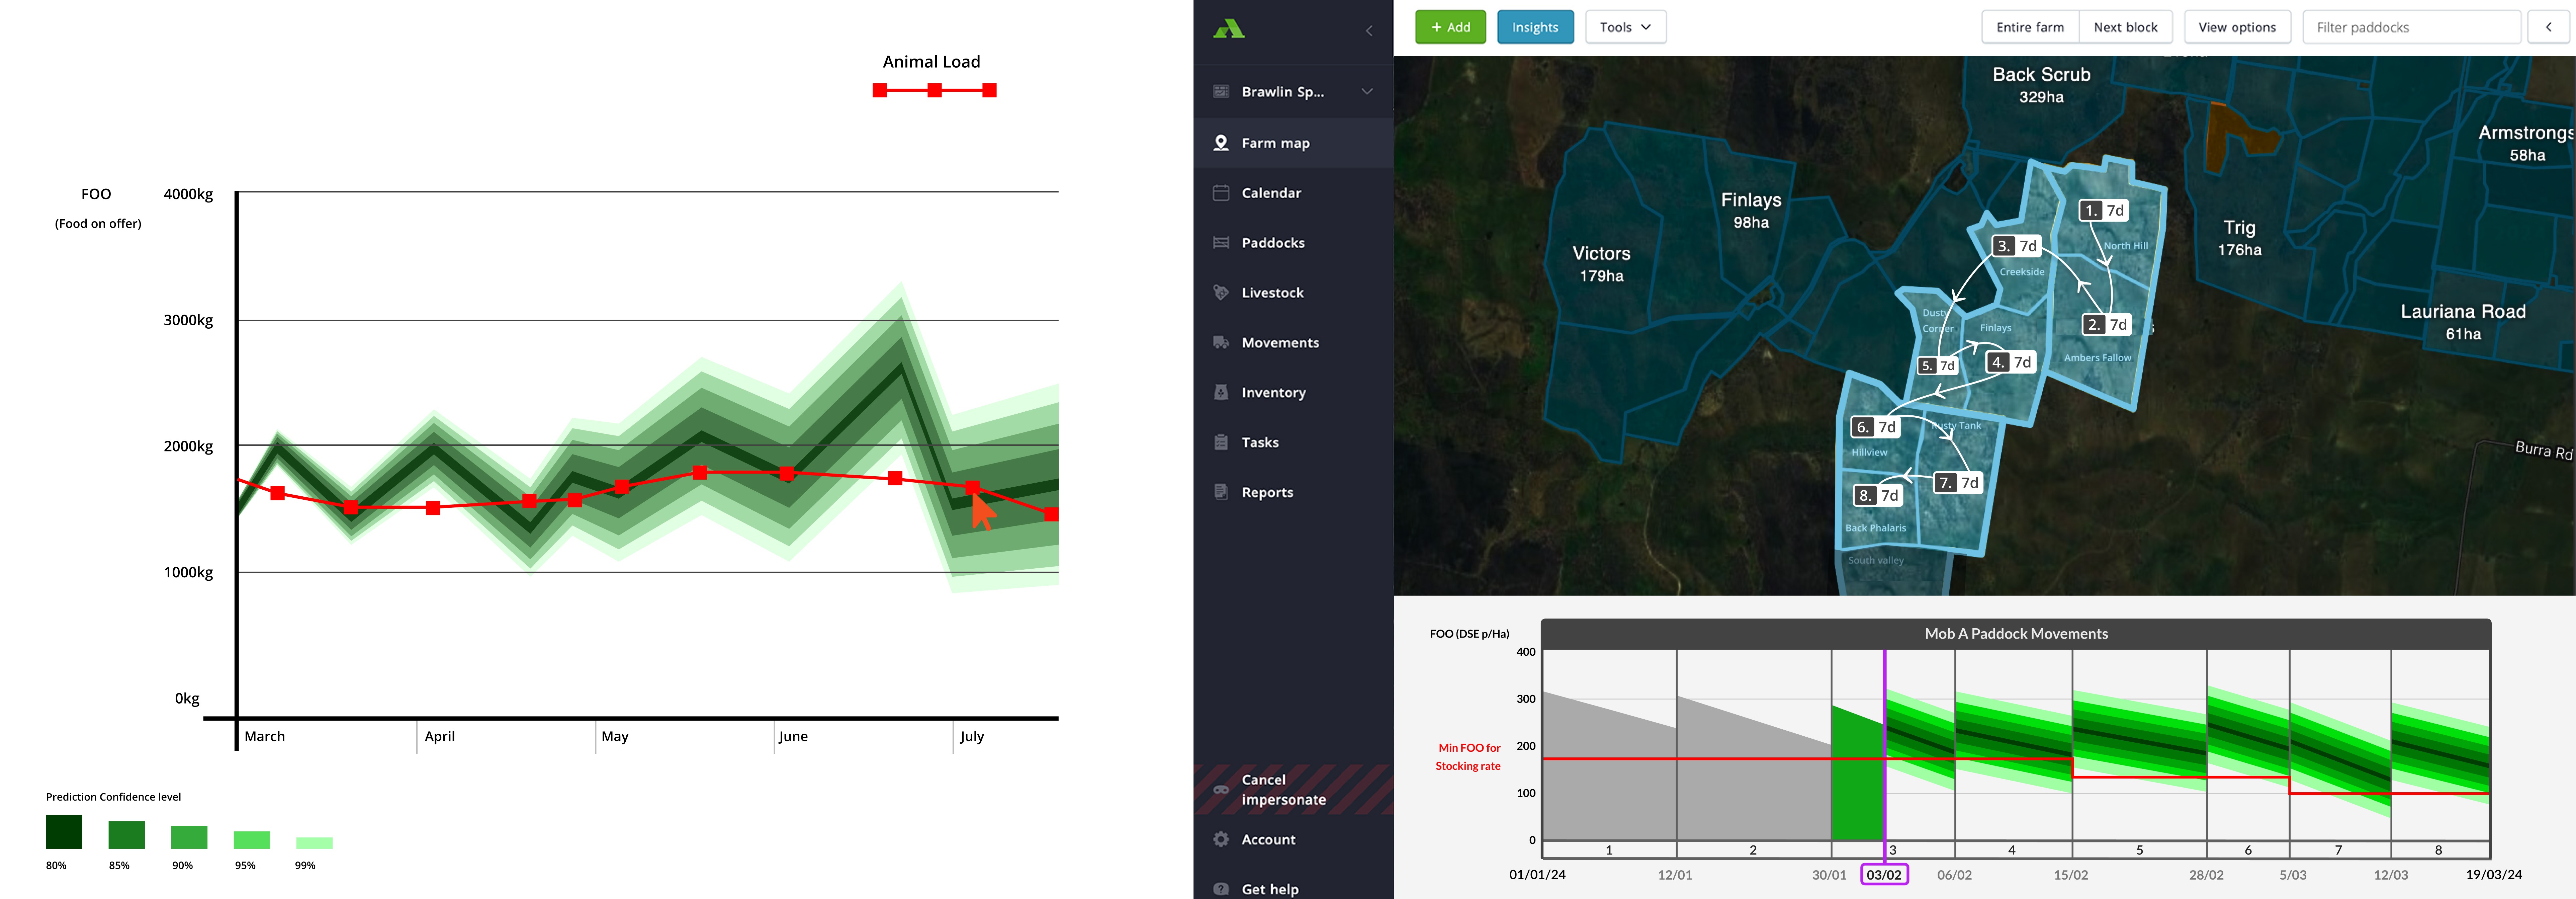 Animal Load
FOO
(Food on offer)
4000kg
3000kg
2000kg
1000kg
0kg
March
April
May
June
July
Prediction Confidence level
80%
85%
90%
95%
99%
Brawlin Sp...
Farm map
Calendar
Paddocks
Livestock
Movements
Inventory
Tasks
Reports
Cancel
impersonate
Account
Get help
+ Add
Insights
Tools
Entire farm
Next block
View options
Filter paddocks
Back Scrub
329ha
Armstrongs
58ha
Finlays
98ha
Victors
179ha
Trig
176ha
Lauriana Road
61ha
Burra Rd
1. 7d
North Hill
3. 7d
Creekside
2. 7d
Ambers Fallow
Dusty
Corner
Finlays
5. 7d
4. 7d
6. 7d
Rusty Tank
Hillview
7. 7d
8. 7d
Back Phalaris
South valley
FOO (DSE p/Ha)
Mob A Paddock Movements
400
300
200
100
0
Min FOO for
Stocking rate
1
2
3
4
5
6
7
8
01/01/24
12/01
30/01
03/02
06/02
15/02
28/02
5/03
12/03
19/03/24